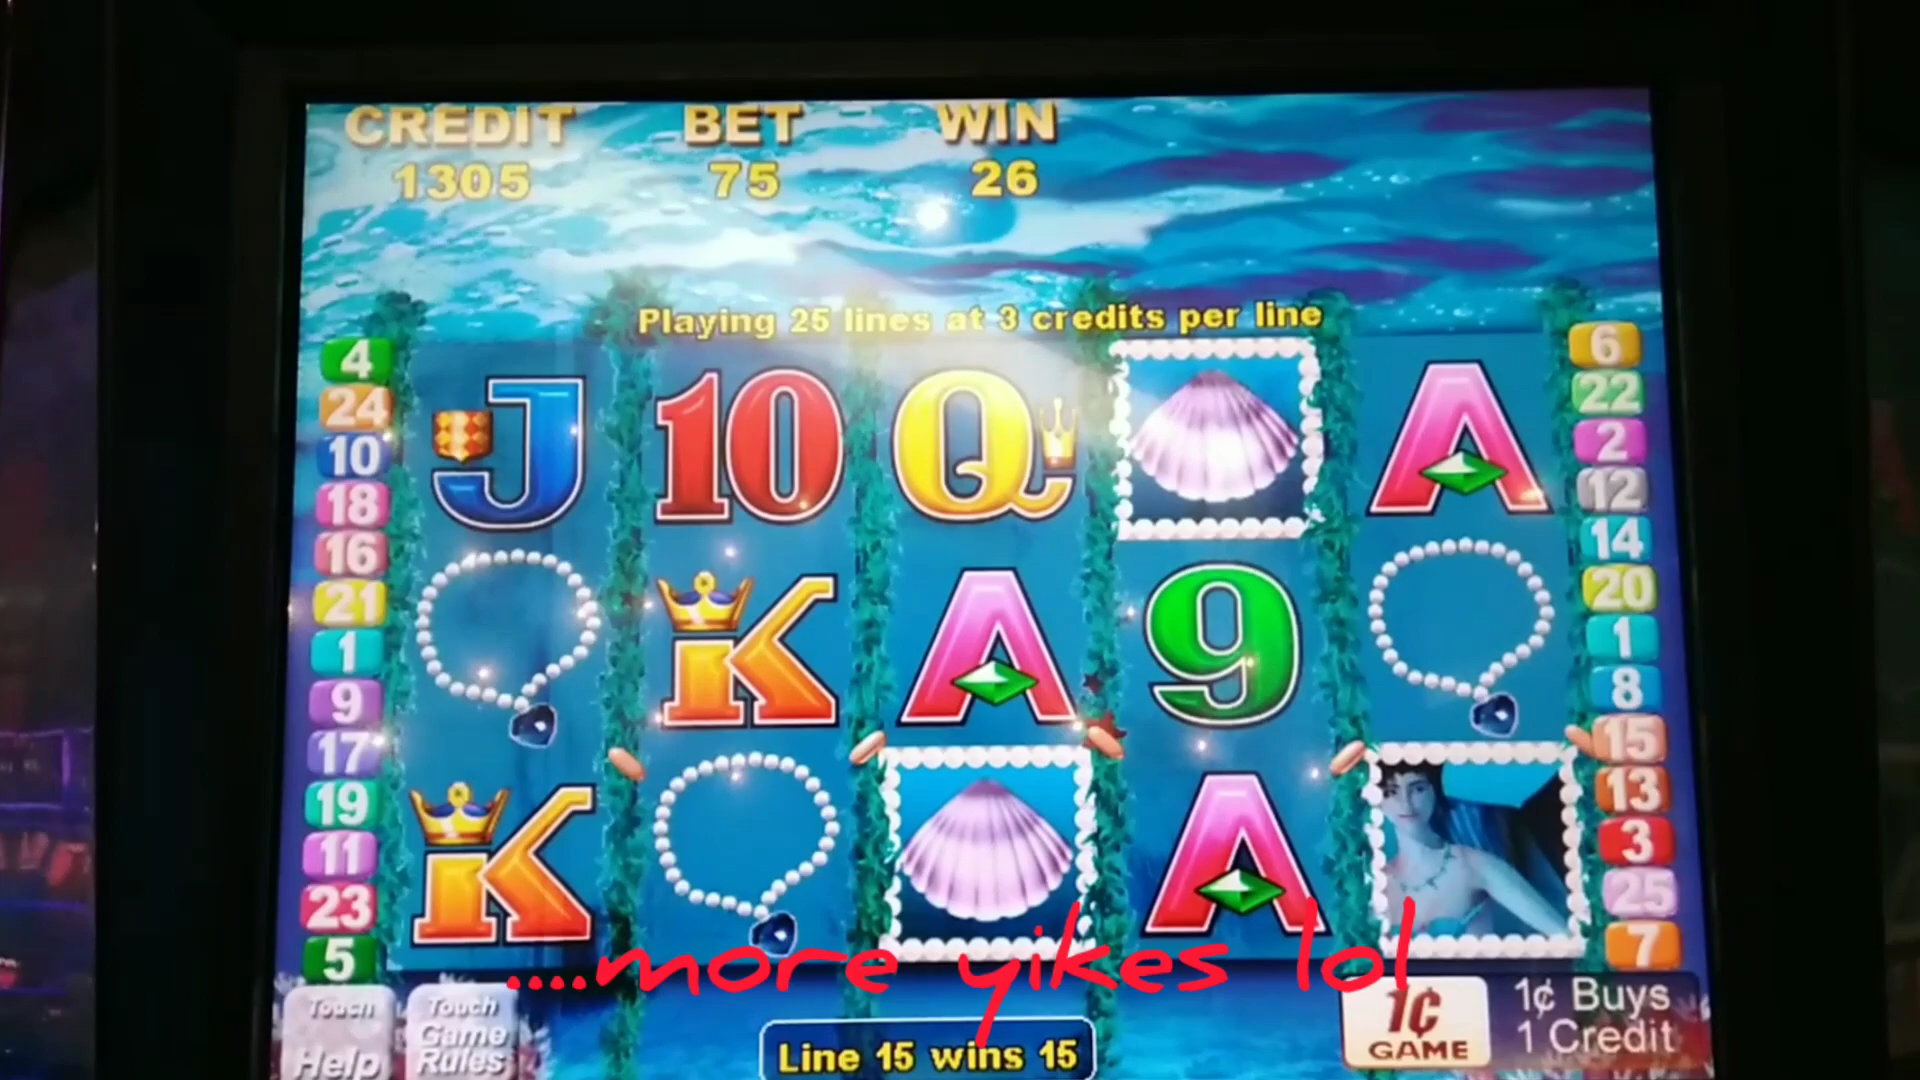 CREDIT BET WIN
1305 75 26
Playing 25 lines at 3 credits per line
4
24
10
18
16
21
1
9
17
19
11
23
5
J 10 Q A
K A 9
K A
6
22
2
12
14
20
1
8
15
13
3
25
7
....more yikes lol
Touch
Help
Touch
Game
Rules
Line 15 wins 15
1¢
GAME
1¢ Buys
1 Credit